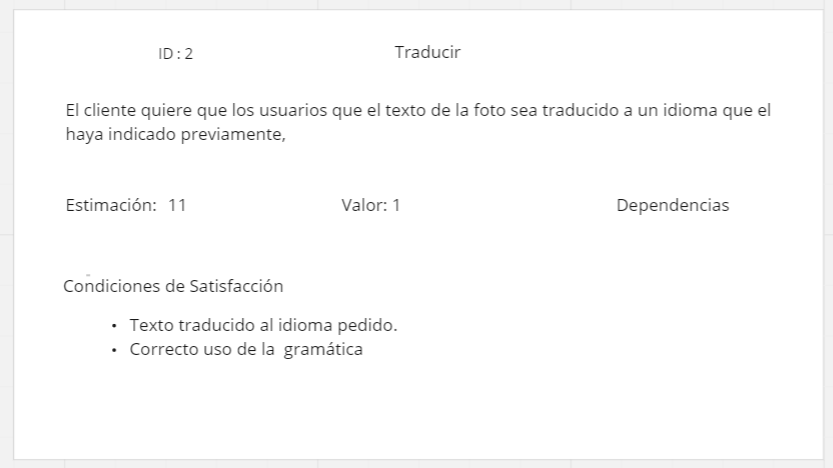 ID : 2 Traducir
El cliente quiere que los usuarios que el texto de la foto sea traducido a un idioma que el
haya indicado previamente,
Estimación: 11 Valor: 1 Dependencias
Condiciones de Satisfacción
• Texto traducido al idioma pedido.
• Correcto uso de la gramática